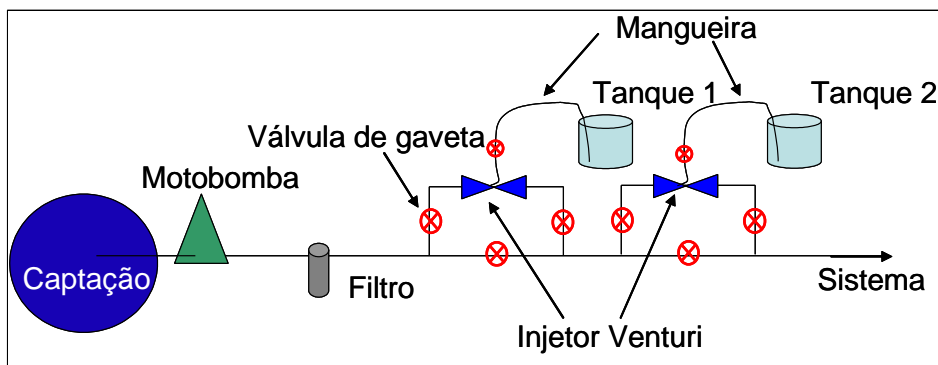 Mangueira
Tanque 1
Tanque 2
Válvula de gaveta
Motobomba
Captação
Filtro
Sistema
Injetor Venturi